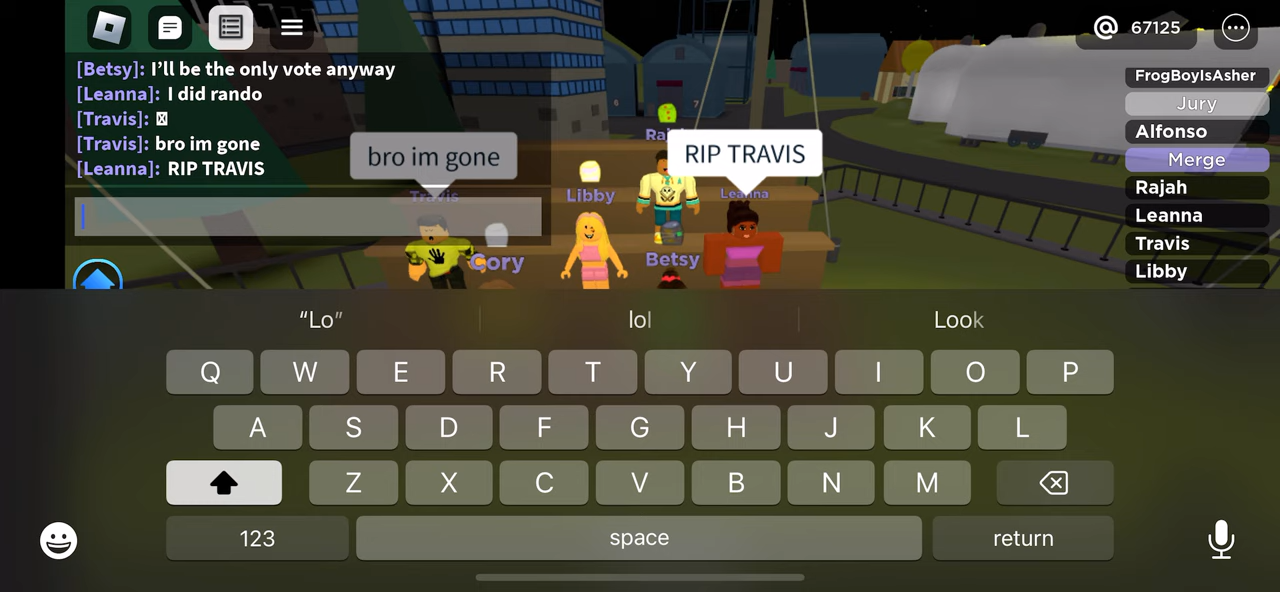 @ 67125
[Betsy]: I'll be the only vote anyway
[Leanna]: I did rando
[Travis]:
[Travis]: bro im gone
[Leanna]: RIP TRAVIS
bro im gone
RIP TRAVIS
Travis
Libby
Leanna
Cory
Betsy
6
7
FrogBoyIsAsher
Jury
Alfonso
Merge
Rajah
Leanna
Travis
Libby
“Lo”
lol
Look
Q W E R T Y U I O P
A S D F G H J K L
Z X C V B N M
123 space return